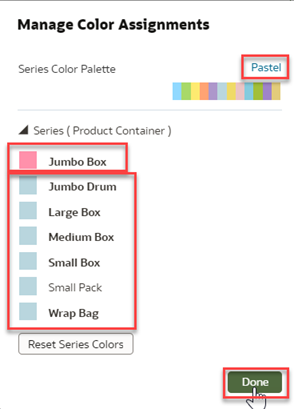 Manage Color Assignments
Series Color Palette
Pastel
Series ( Product Container )
Jumbo Box
Jumbo Drum
Large Box
Medium Box
Small Box
Small Pack
Wrap Bag
Reset Series Colors
Done